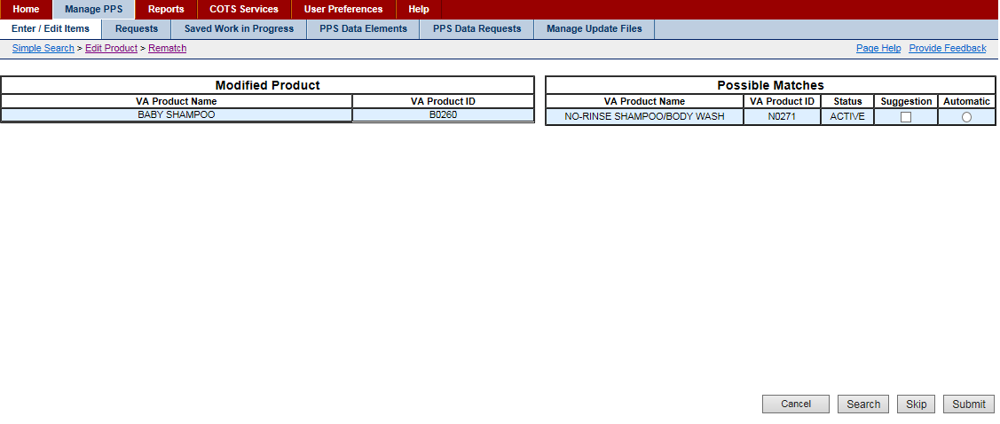 Home Manage PPS Reports COTS Services User Preferences Help
Enter / Edit Items Requests Saved Work in Progress PPS Data Elements PPS Data Requests Manage Update Files
Simple Search > Edit Product > Rematch Page Help Provide Feedback
Modified Product
VA Product Name VA Product ID
BABY SHAMPOO B0260
Possible Matches
VA Product Name VA Product ID Status Suggestion Automatic
NO-RINSE SHAMPOO/BODY WASH N0271 ACTIVE
Cancel Search Skip Submit